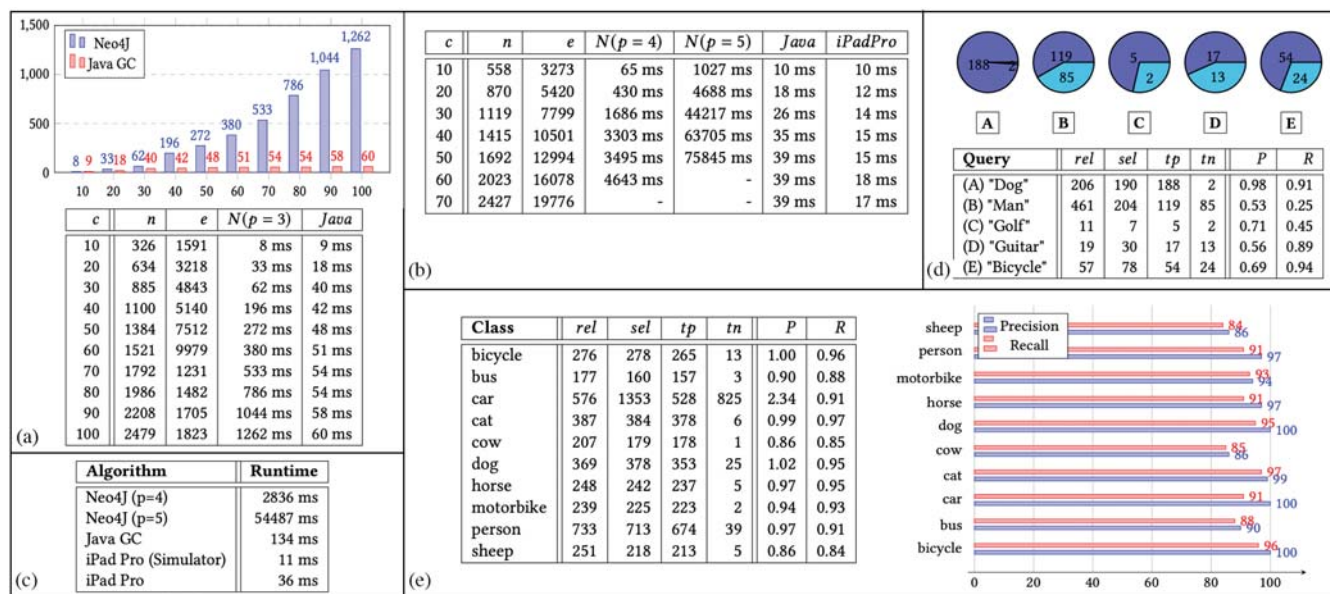 1,500
1,000
500
0
Neo4J
Java GC
8 9 33 18 62 40 196 42 272 48 380 51 533 54 786 54 1,044 58 1,262 60
10 20 30 40 50 60 70 80 90 100
c n e N(p = 3) Java
10 326 1591 8 ms 9 ms
20 634 3218 33 ms 18 ms
30 885 4843 62 ms 40 ms
40 1100 5140 196 ms 42 ms
50 1384 7512 272 ms 48 ms
60 1521 9979 380 ms 51 ms
70 1792 1231 533 ms 54 ms
80 1986 1482 786 ms 54 ms
90 2208 1705 1044 ms 58 ms
100 2479 1823 1262 ms 60 ms
(a)
c n e N(p = 4) N(p = 5) Java iPadPro
10 558 3273 65 ms 1027 ms 10 ms 10 ms
20 870 5420 430 ms 4688 ms 18 ms 12 ms
30 1119 7799 1686 ms 44217 ms 26 ms 14 ms
40 1415 10501 3303 ms 63705 ms 35 ms 15 ms
50 1692 12994 3495 ms 75845 ms 39 ms 15 ms
60 2023 16078 4643 ms - 39 ms 18 ms
70 2427 19776 - - 39 ms 17 ms
(b)
Algorithm Runtime
Neo4J (p=4) 2836 ms
Neo4J (p=5) 54487 ms
Java GC 134 ms
iPad Pro (Simulator) 11 ms
iPad Pro 36 ms
(c)
188 2 119 85 5 2 17 13 54 24
A B C D E
Query rel sel tp tn P R
(A) "Dog" 206 190 188 2 0.98 0.91
(B) "Man" 461 204 119 85 0.53 0.25
(C) "Golf" 11 7 5 2 0.71 0.45
(D) "Guitar" 19 30 17 13 0.56 0.89
(E) "Bicycle" 57 78 54 24 0.69 0.94
(d)
Class rel sel tp tn P R
bicycle 276 278 265 13 1.00 0.96
bus 177 160 157 3 0.90 0.88
car 576 1353 528 825 2.34 0.91
cat 387 384 378 6 0.99 0.97
cow 207 179 178 1 0.86 0.85
dog 369 378 353 25 1.02 0.95
horse 248 242 237 5 0.97 0.95
motorbike 239 225 223 2 0.94 0.93
person 733 713 674 39 0.97 0.91
sheep 251 218 213 5 0.86 0.84
(e)
Precision
Recall
sheep 84 86
person 91 97
motorbike 93 94
horse 91 97
dog 95 100
cow 85 86
cat 97 99
car 91 100
bus 88 90
bicycle 96 100
0 20 40 60 80 100